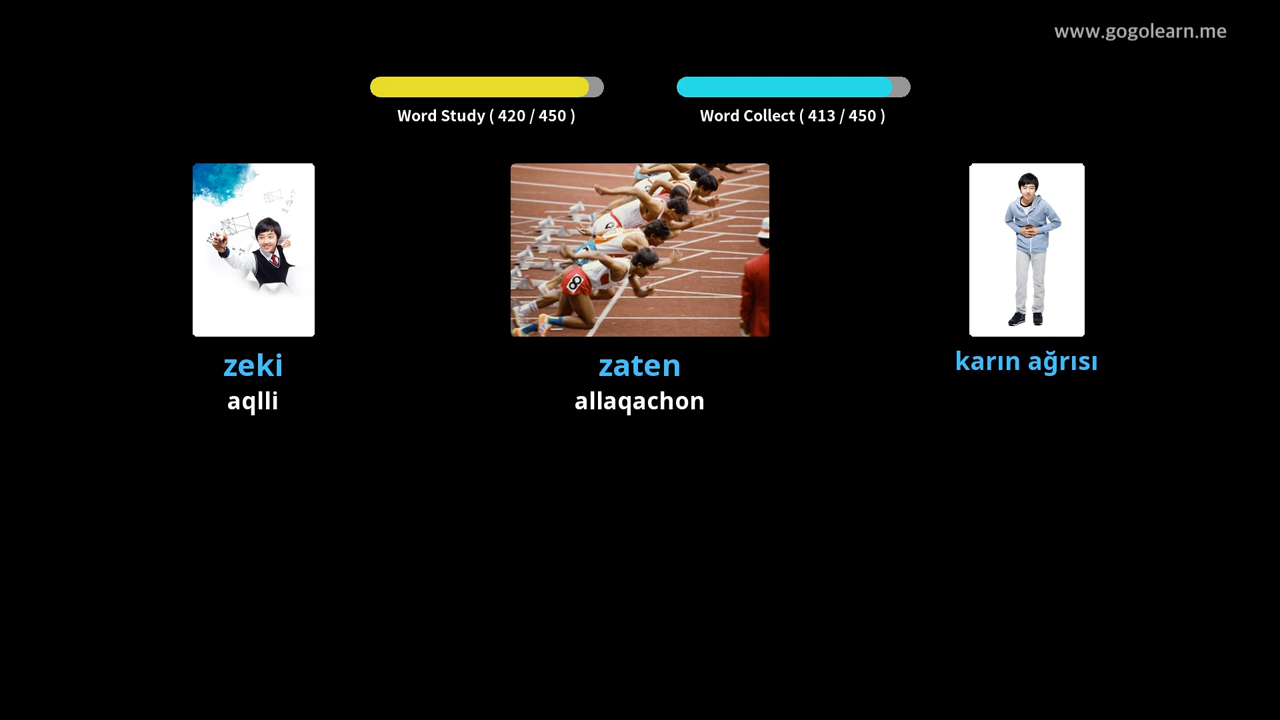 www.gogolearn.me
Word Study ( 420 / 450 )
Word Collect ( 413 / 450 )
zeki
aqlli
zaten
allaqachon
karın ağrısı